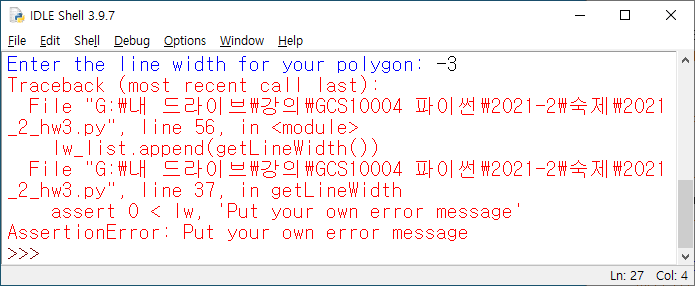 IDLE Shell 3.9.7
File Edit Shell Debug Options Window Help
Enter the line width for your polygon: -3
Traceback (most recent call last):
  File "G:₩내 드라이브₩강의₩GCS10004 파이썬₩2021-2₩숙제₩2021
_2_hw3.py", line 56, in <module>
    lw_list.append(getLineWidth())
  File "G:₩내 드라이브₩강의₩GCS10004 파이썬₩2021-2₩숙제₩2021
_2_hw3.py", line 37, in getLineWidth
    assert 0 < lw, 'Put your own error message'
AssertionError: Put your own error message
>>>
Ln: 27 Col: 4